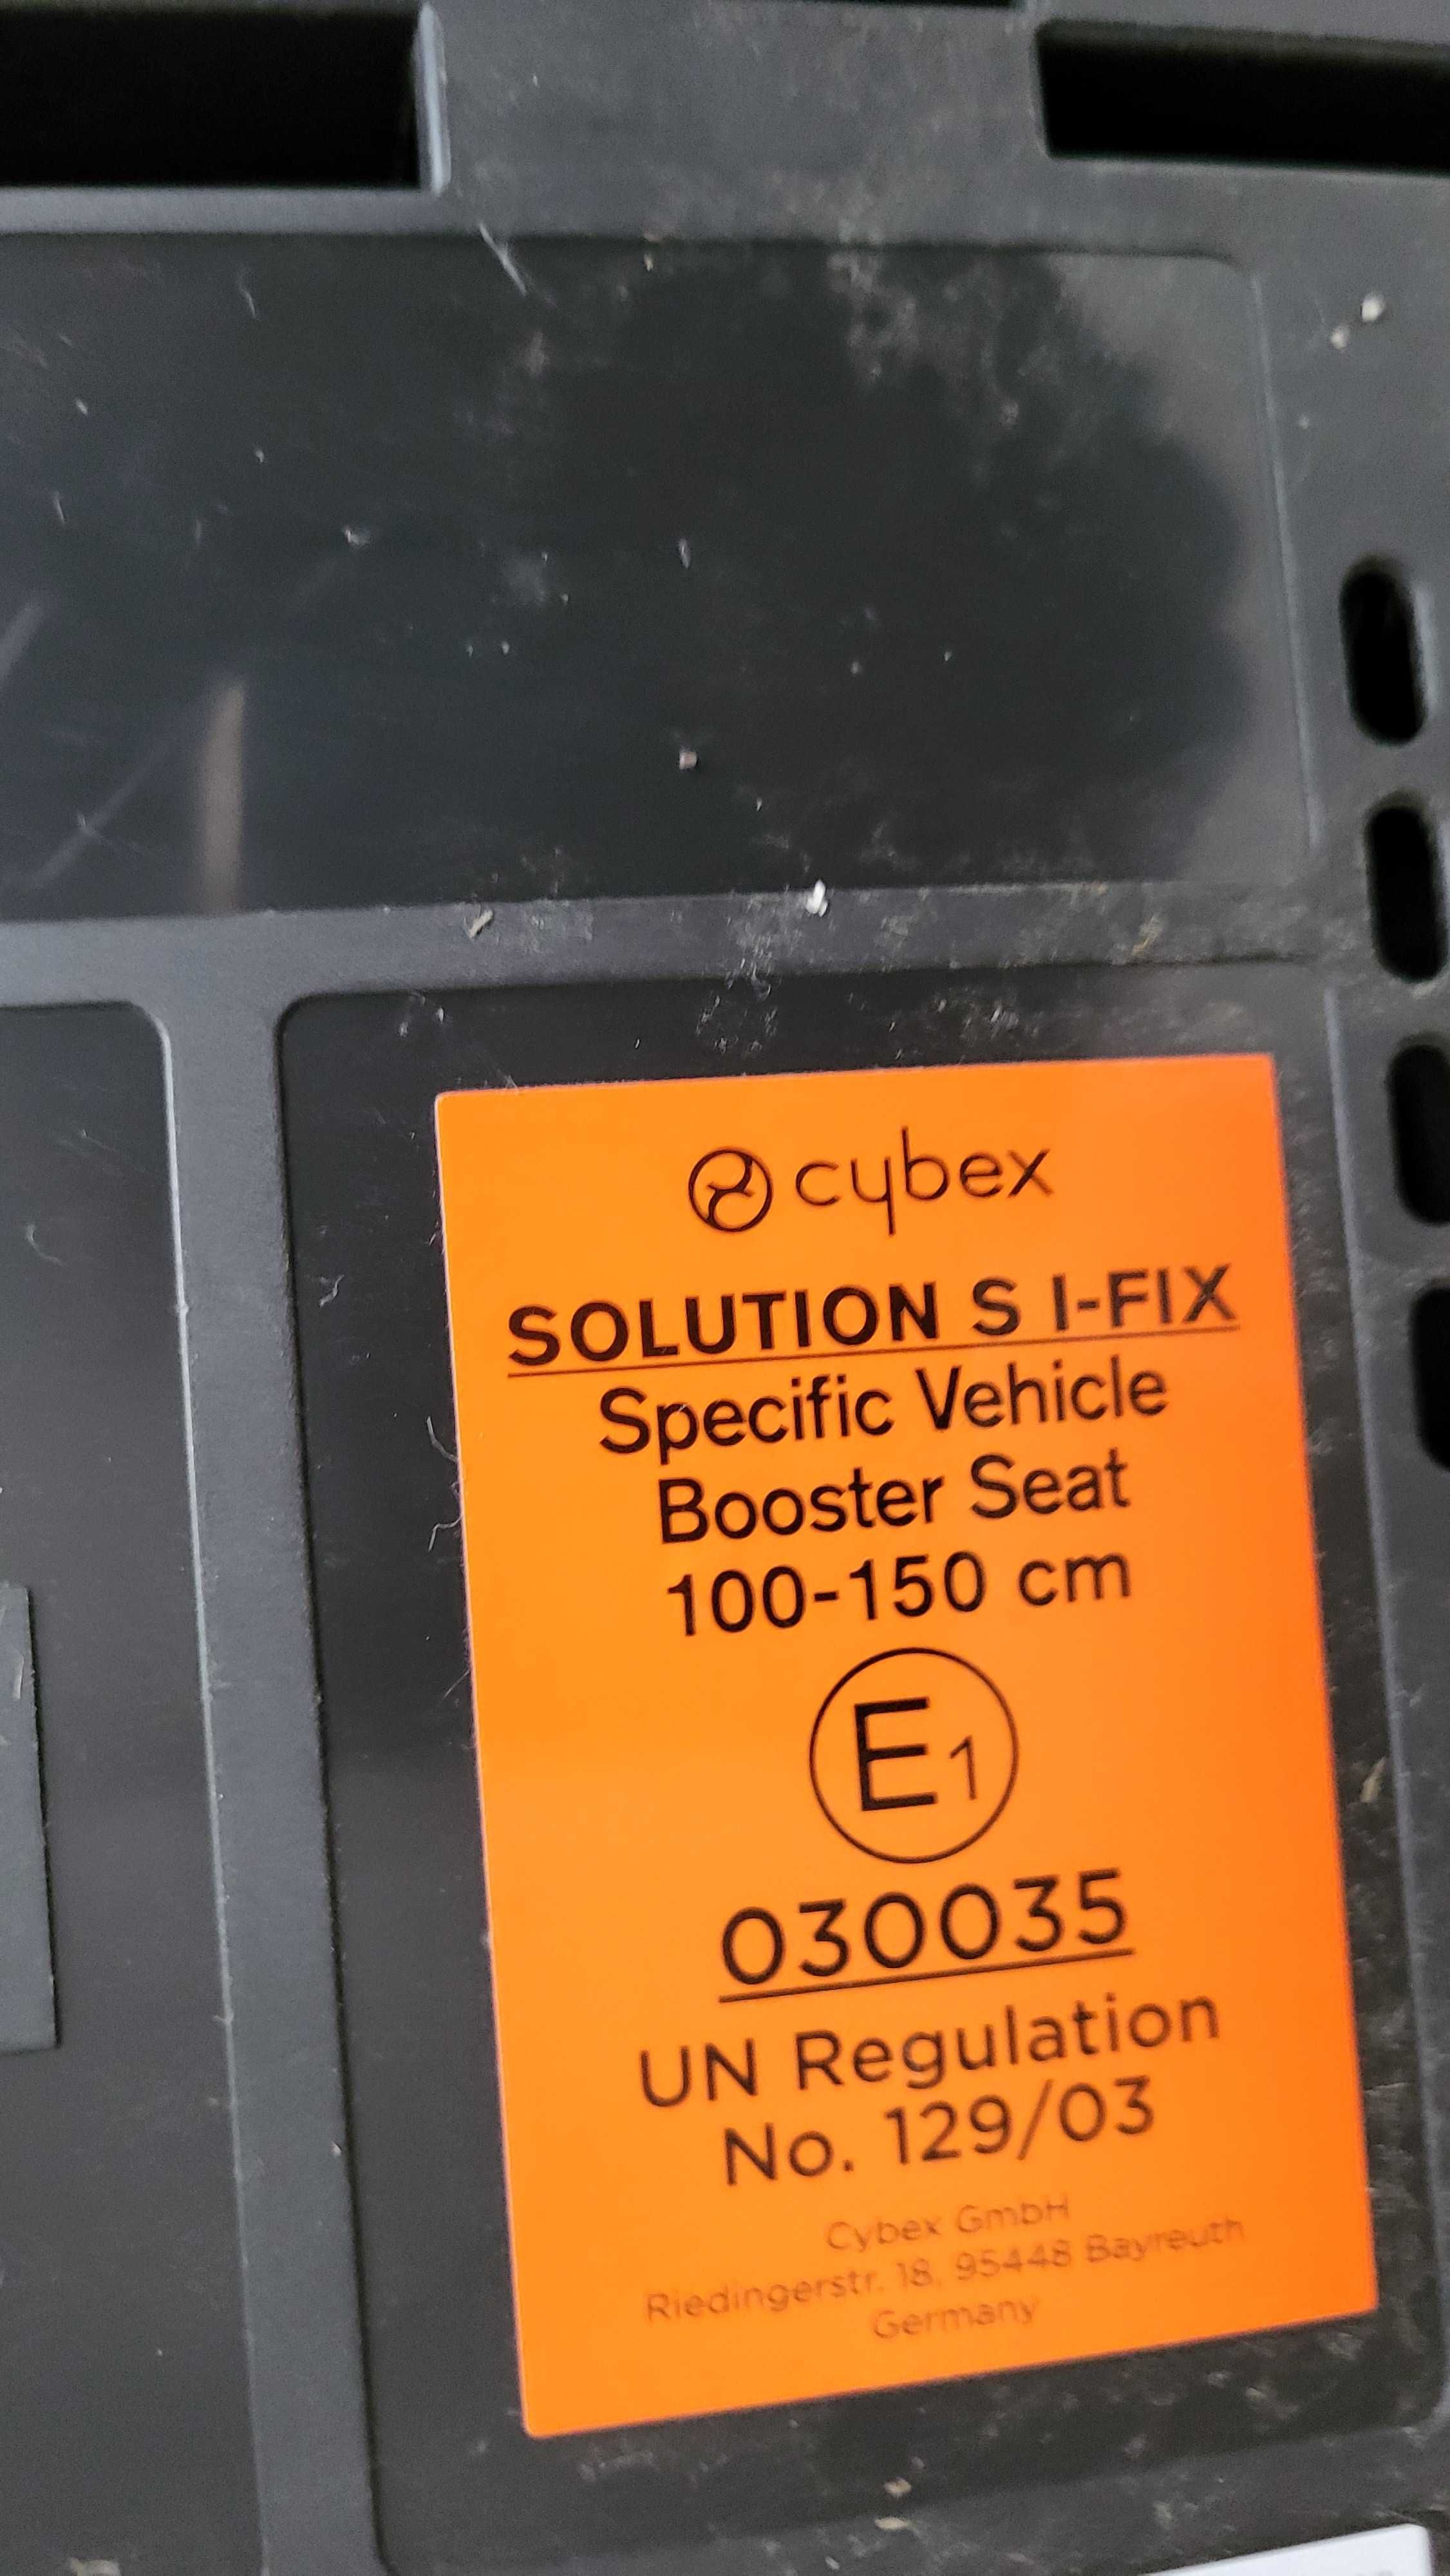 cybex
SOLUTION S I-FIX
Specific Vehicle
Booster Seat
100-150 cm
E1
030035
UN Regulation
No. 129/03
Cybex GmbH
Riedingerstr. 18, 95448 Bayreuth
Germany